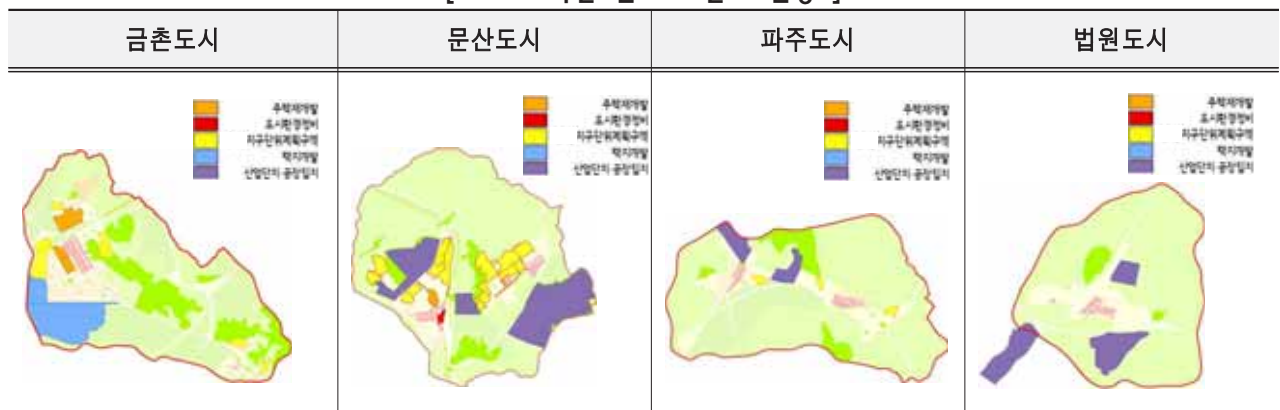 금촌도시
문산도시
파주도시
법원도시
주택재개발
도시환경정비
지구단위계획구역
택지개발
산업단지·공장입지
주택재개발
도시환경정비
지구단위계획구역
택지개발
산업단지·공장입지
주택재개발
도시환경정비
지구단위계획구역
택지개발
산업단지·공장입지
주택재개발
도시환경정비
지구단위계획구역
택지개발
산업단지·공장입지